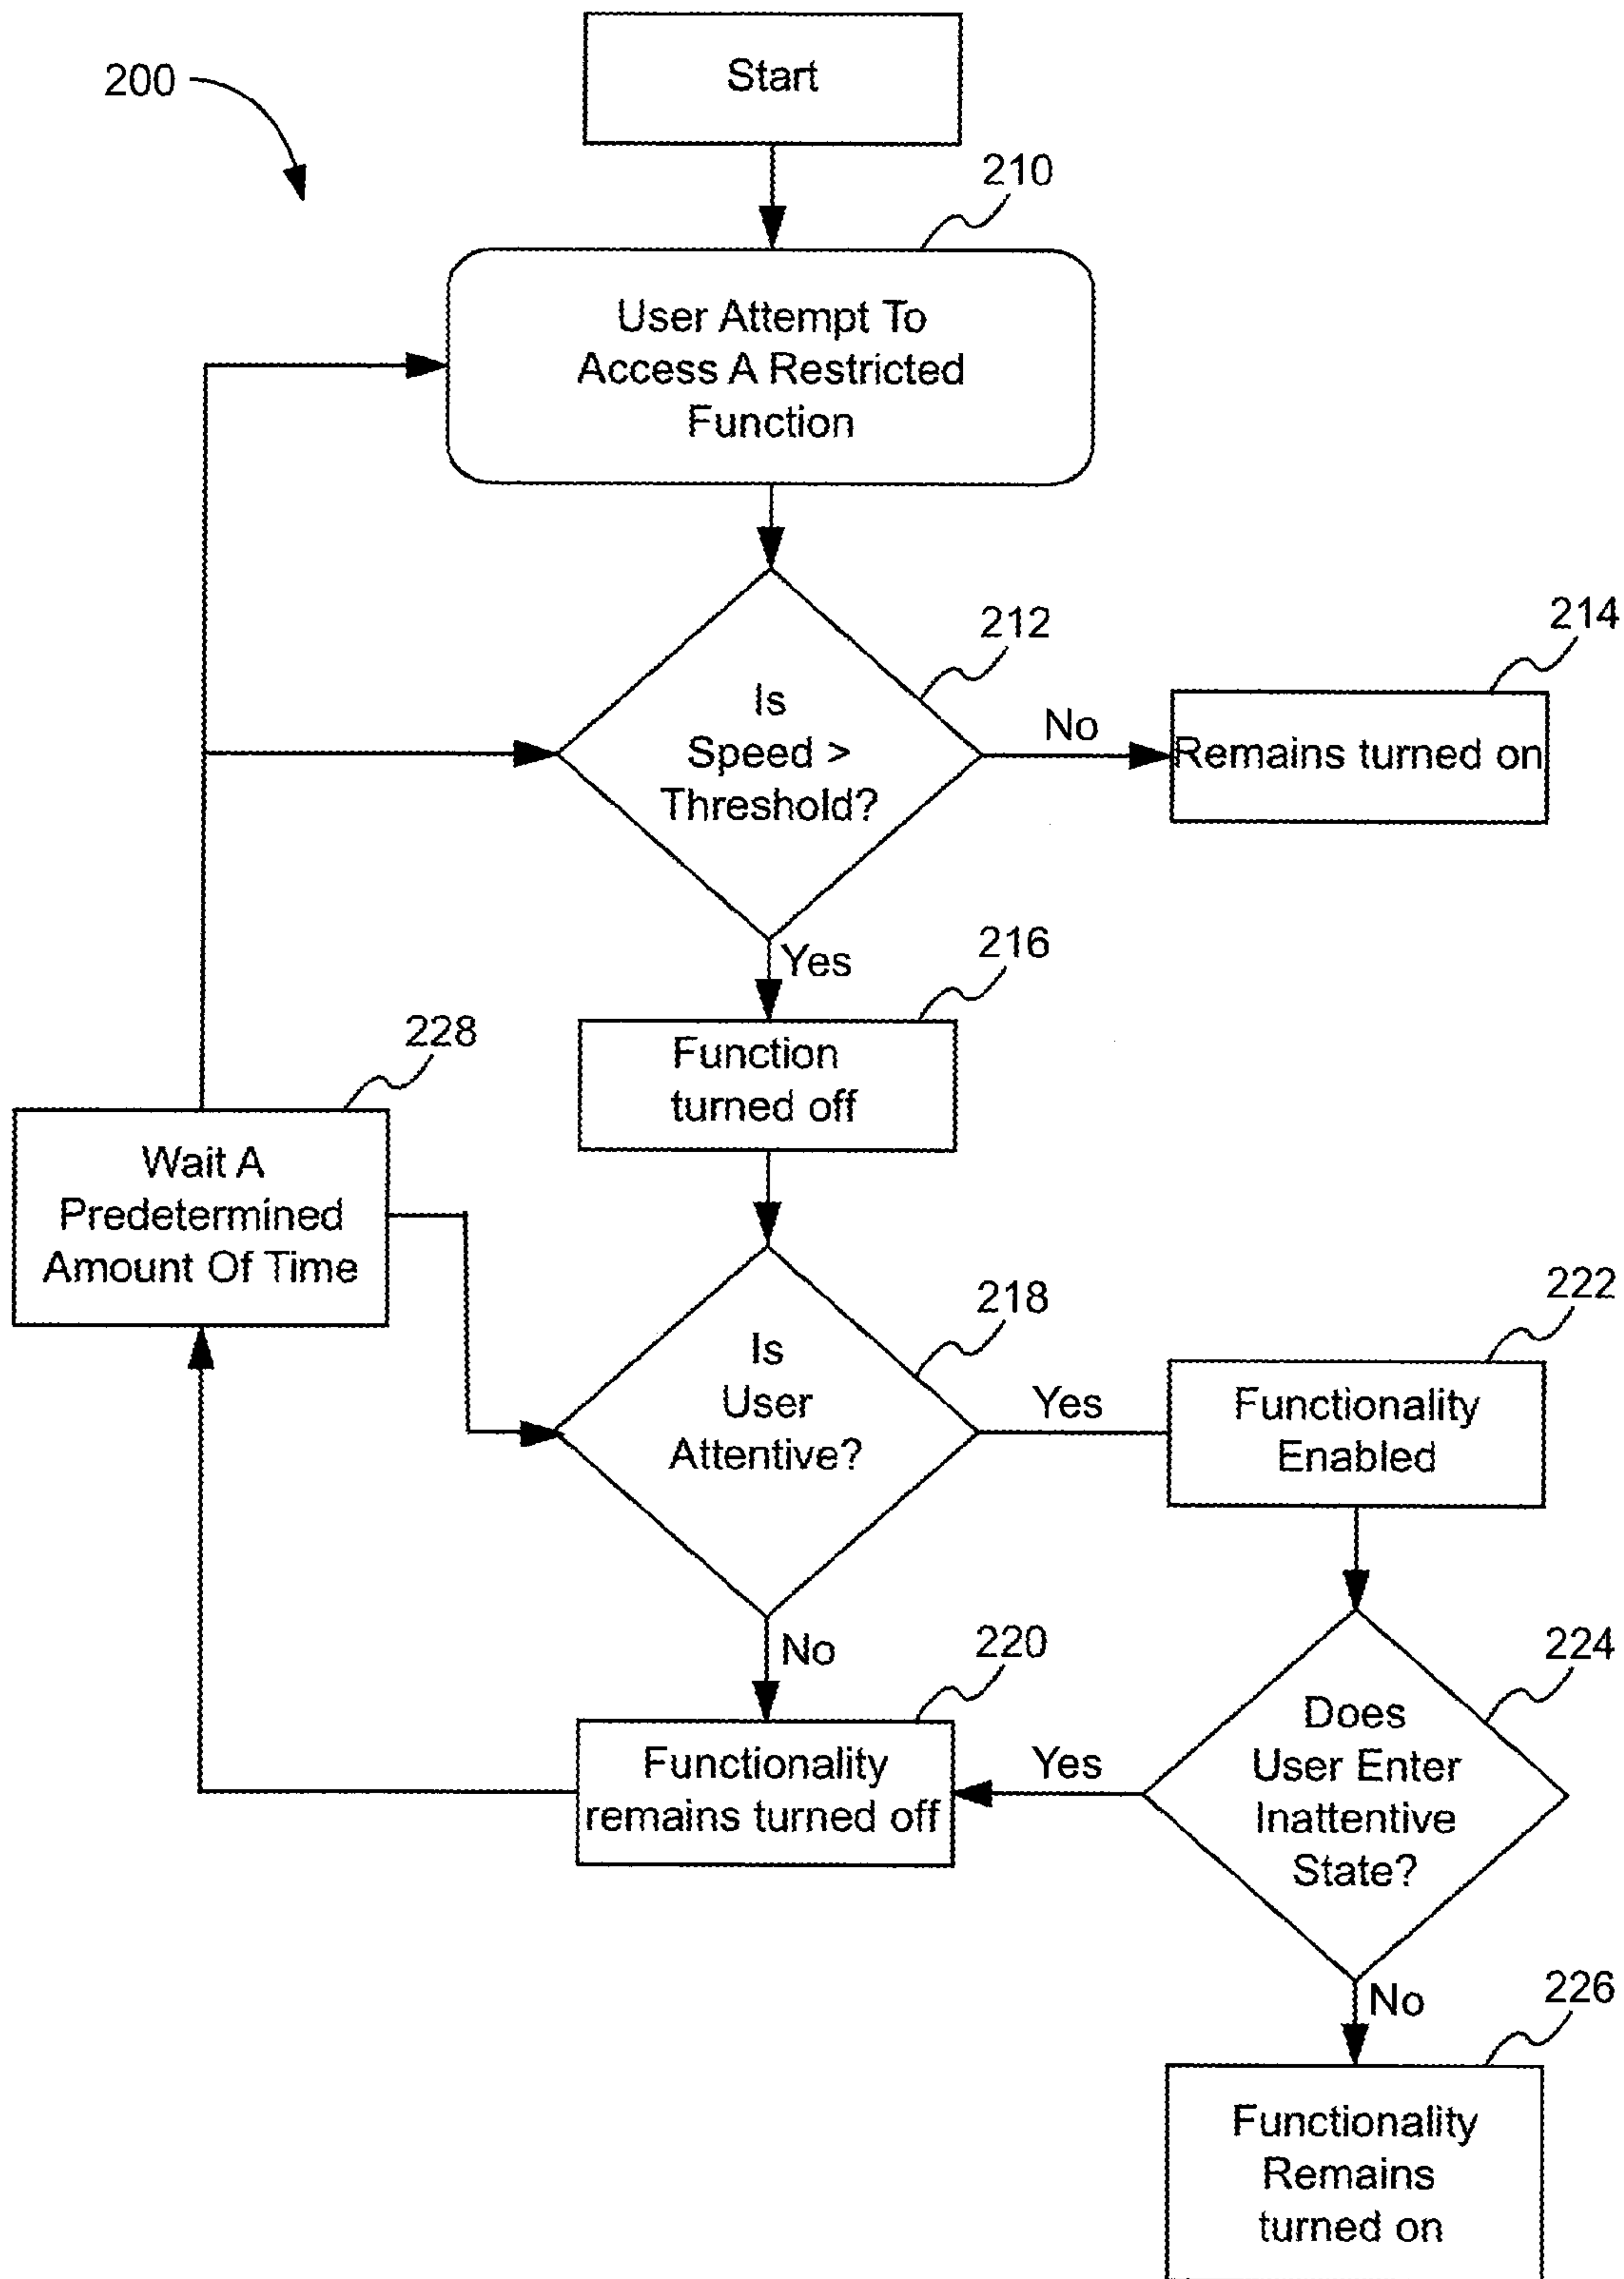 Start
200
210
User Attempt To
Access A Restricted
Function
212
Is
Speed >
Threshold?
No
214
Remains turned on
Yes
216
Function
turned off
228
Wait A
Predetermined
Amount Of Time
218
Is
User
Attentive?
Yes
222
Functionality
Enabled
No
220
Functionality
remains turned off
Yes
224
Does
User Enter
Inattentive
State?
No
226
Functionality
Remains
turned on